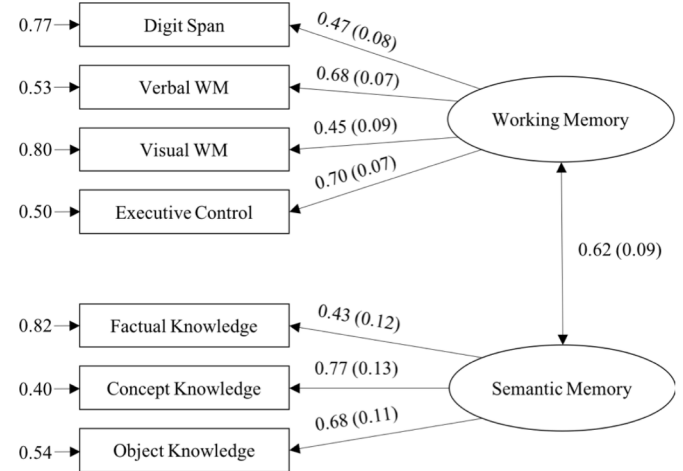 0.77
Digit Span
0.47 (0.08)
0.53
Verbal WM
0.68 (0.07)
Working Memory
0.80
Visual WM
0.45 (0.09)
0.50
Executive Control
0.70 (0.07)
0.62 (0.09)
0.82
Factual Knowledge
0.43 (0.12)
0.40
Concept Knowledge
0.77 (0.13)
Semantic Memory
0.54
Object Knowledge
0.68 (0.11)